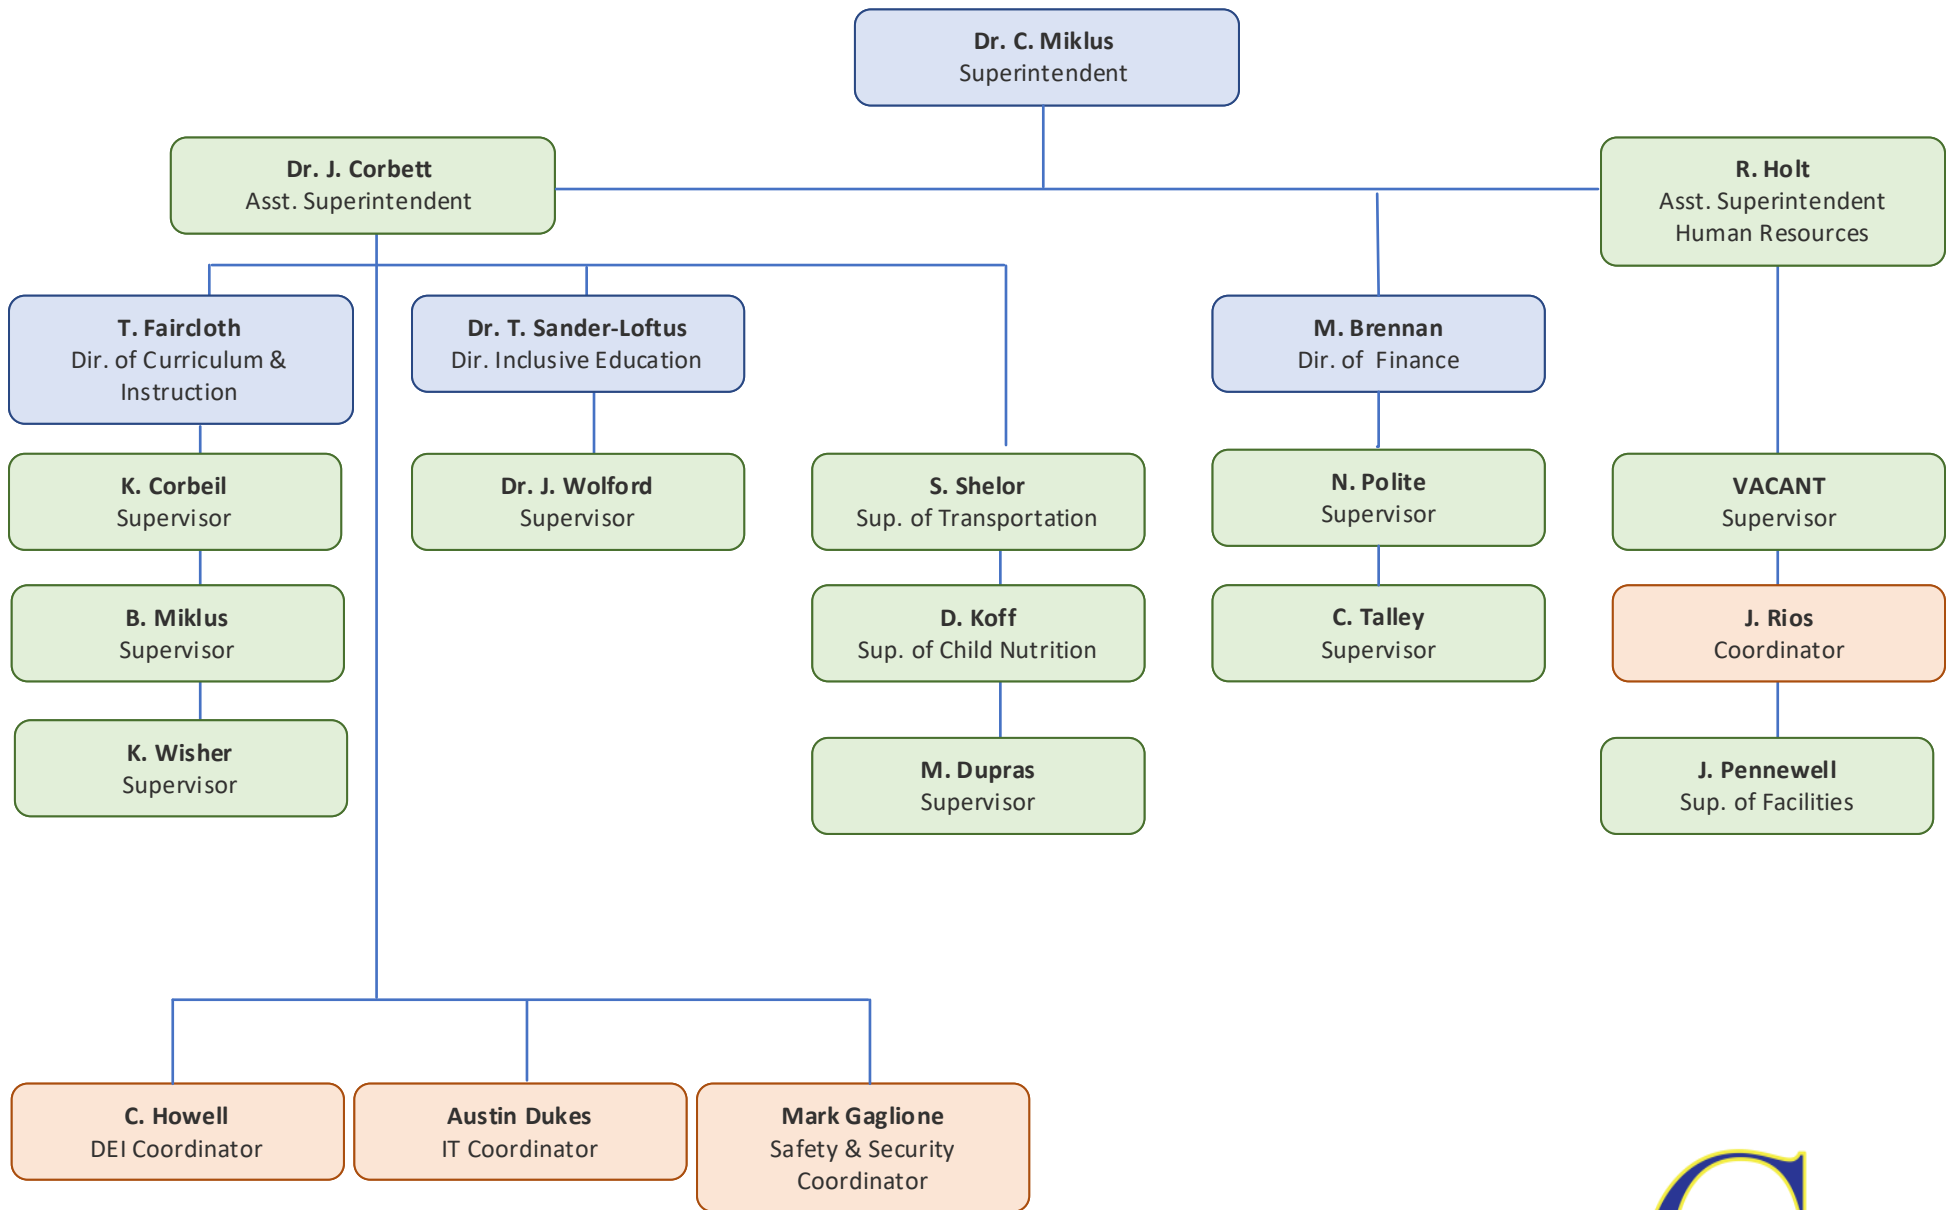 Dr. C. Miklus
Superintendent
Dr. J. Corbett
Asst. Superintendent
R. Holt
Asst. Superintendent
Human Resources
T. Faircloth
Dir. of Curriculum &
Instruction
Dr. T. Sander-Loftus
Dir. Inclusive Education
M. Brennan
Dir. of Finance
K. Corbeil
Supervisor
Dr. J. Wolford
Supervisor
S. Shelor
Sup. of Transportation
N. Polite
Supervisor
VACANT
Supervisor
B. Miklus
Supervisor
D. Koff
Sup. of Child Nutrition
C. Talley
Supervisor
J. Rios
Coordinator
K. Wisher
Supervisor
M. Dupras
Supervisor
J. Pennewell
Sup. of Facilities
C. Howell
DEI Coordinator
Austin Dukes
IT Coordinator
Mark Gaglione
Safety & Security
Coordinator